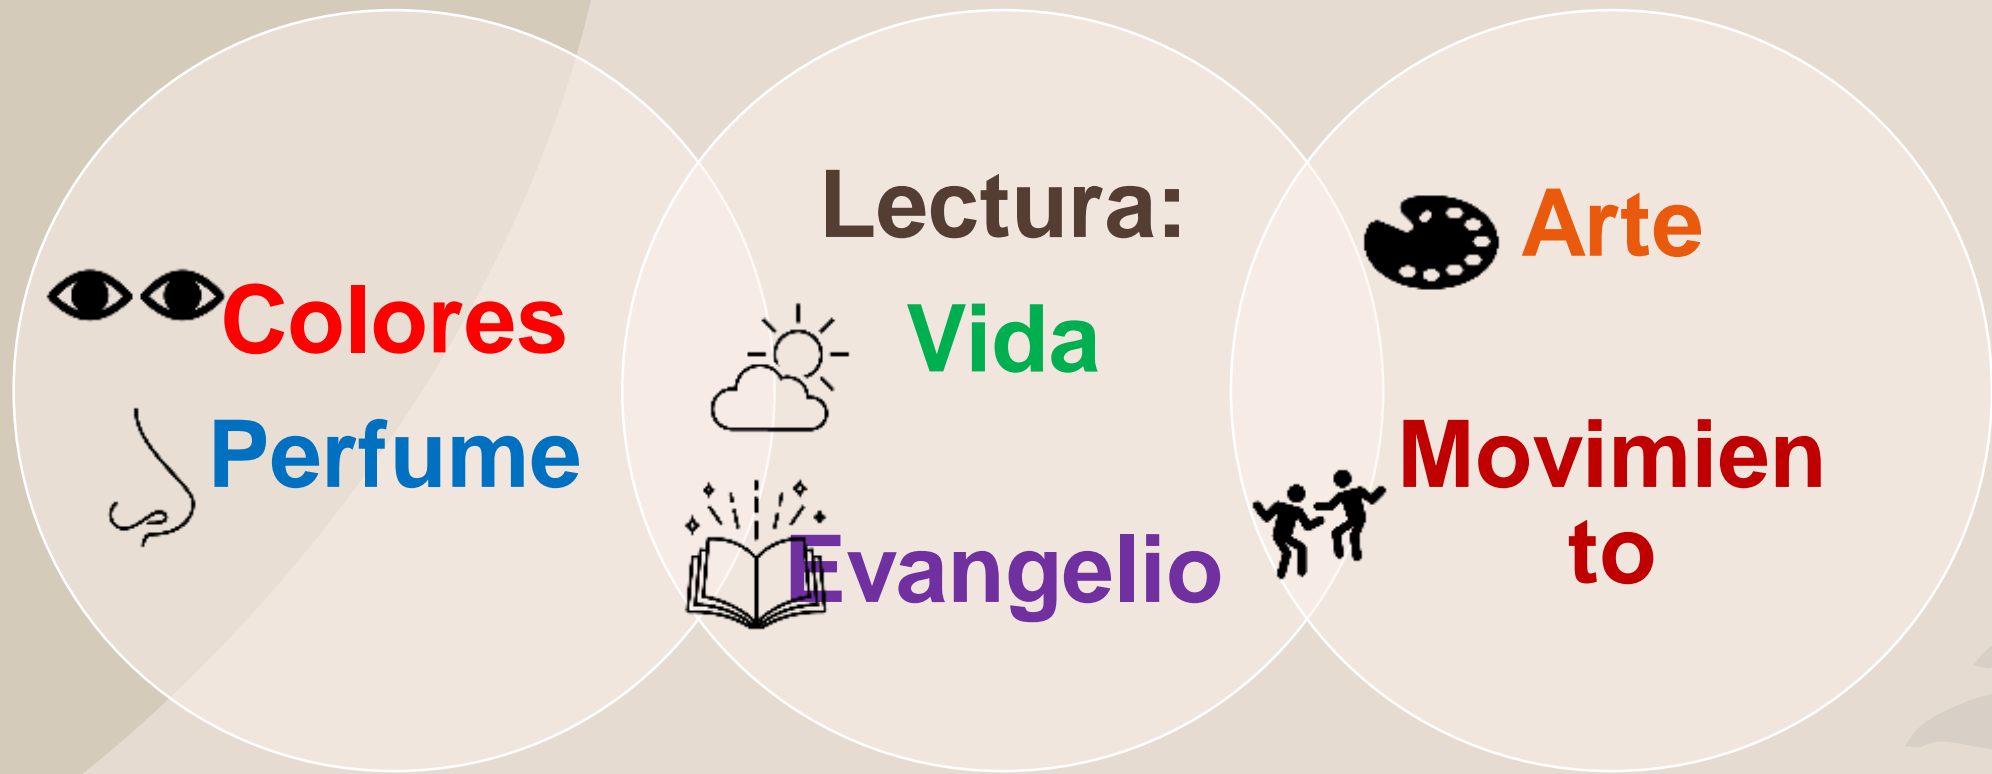 Colores
Perfume
Lectura:
Vida
Evangelio
Arte
Movimien
to